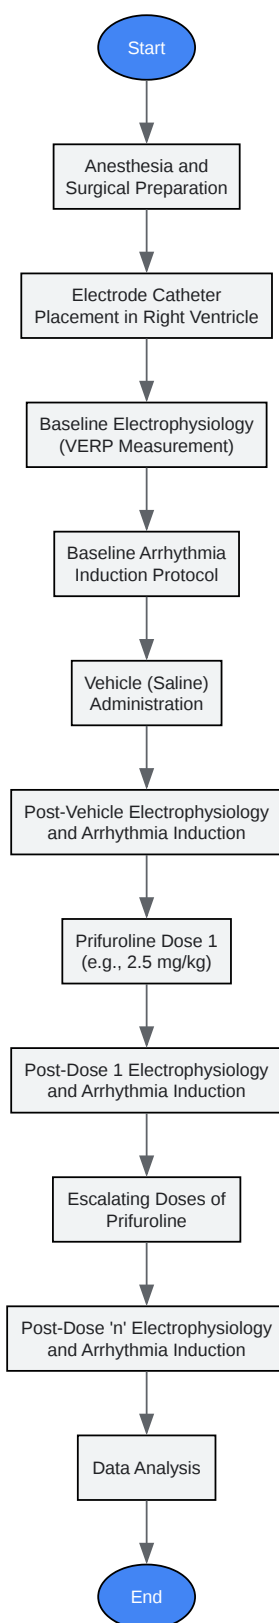 Start
Anesthesia and
Surgical Preparation
Electrode Catheter
Placement in Right Ventricle
Baseline Electrophysiology
(VERP Measurement)
Baseline Arrhythmia
Induction Protocol
Vehicle (Saline)
Administration
Post-Vehicle Electrophysiology
and Arrhythmia Induction
Prifuroline Dose 1
(e.g., 2.5 mg/kg)
Post-Dose 1 Electrophysiology
and Arrhythmia Induction
Escalating Doses of
Prifuroline
Post-Dose 'n' Electrophysiology
and Arrhythmia Induction
Data Analysis
End